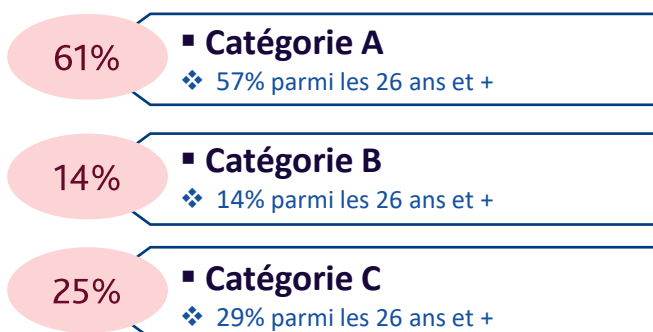 61%
▪ Catégorie A
❖ 57% parmi les 26 ans et +
14%
▪ Catégorie B
❖ 14% parmi les 26 ans et +
25%
▪ Catégorie C
❖ 29% parmi les 26 ans et +